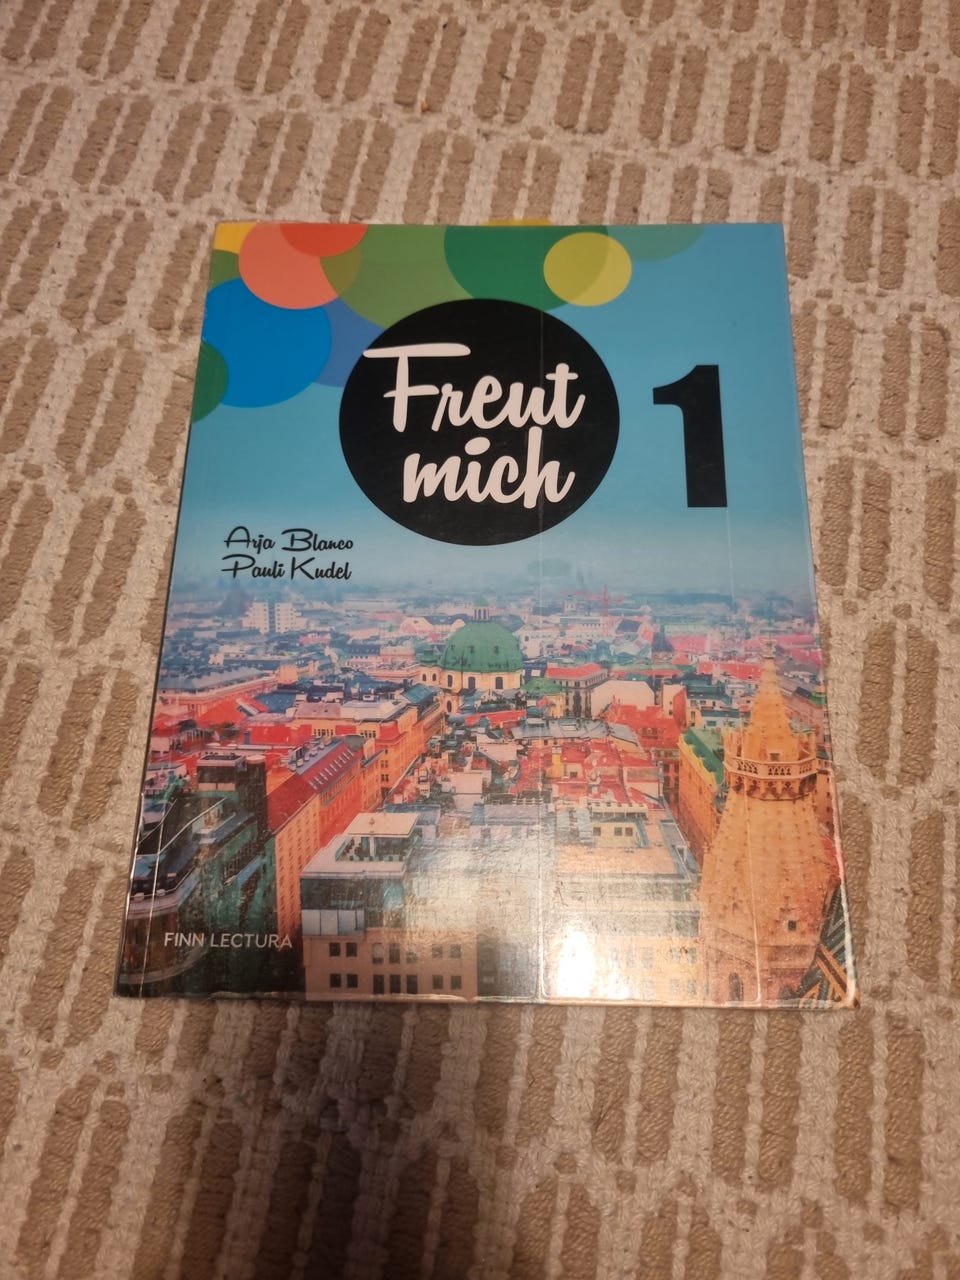 Freut
mich
1
Arja Blanco
Pauli Kudel
FINN LECTURA